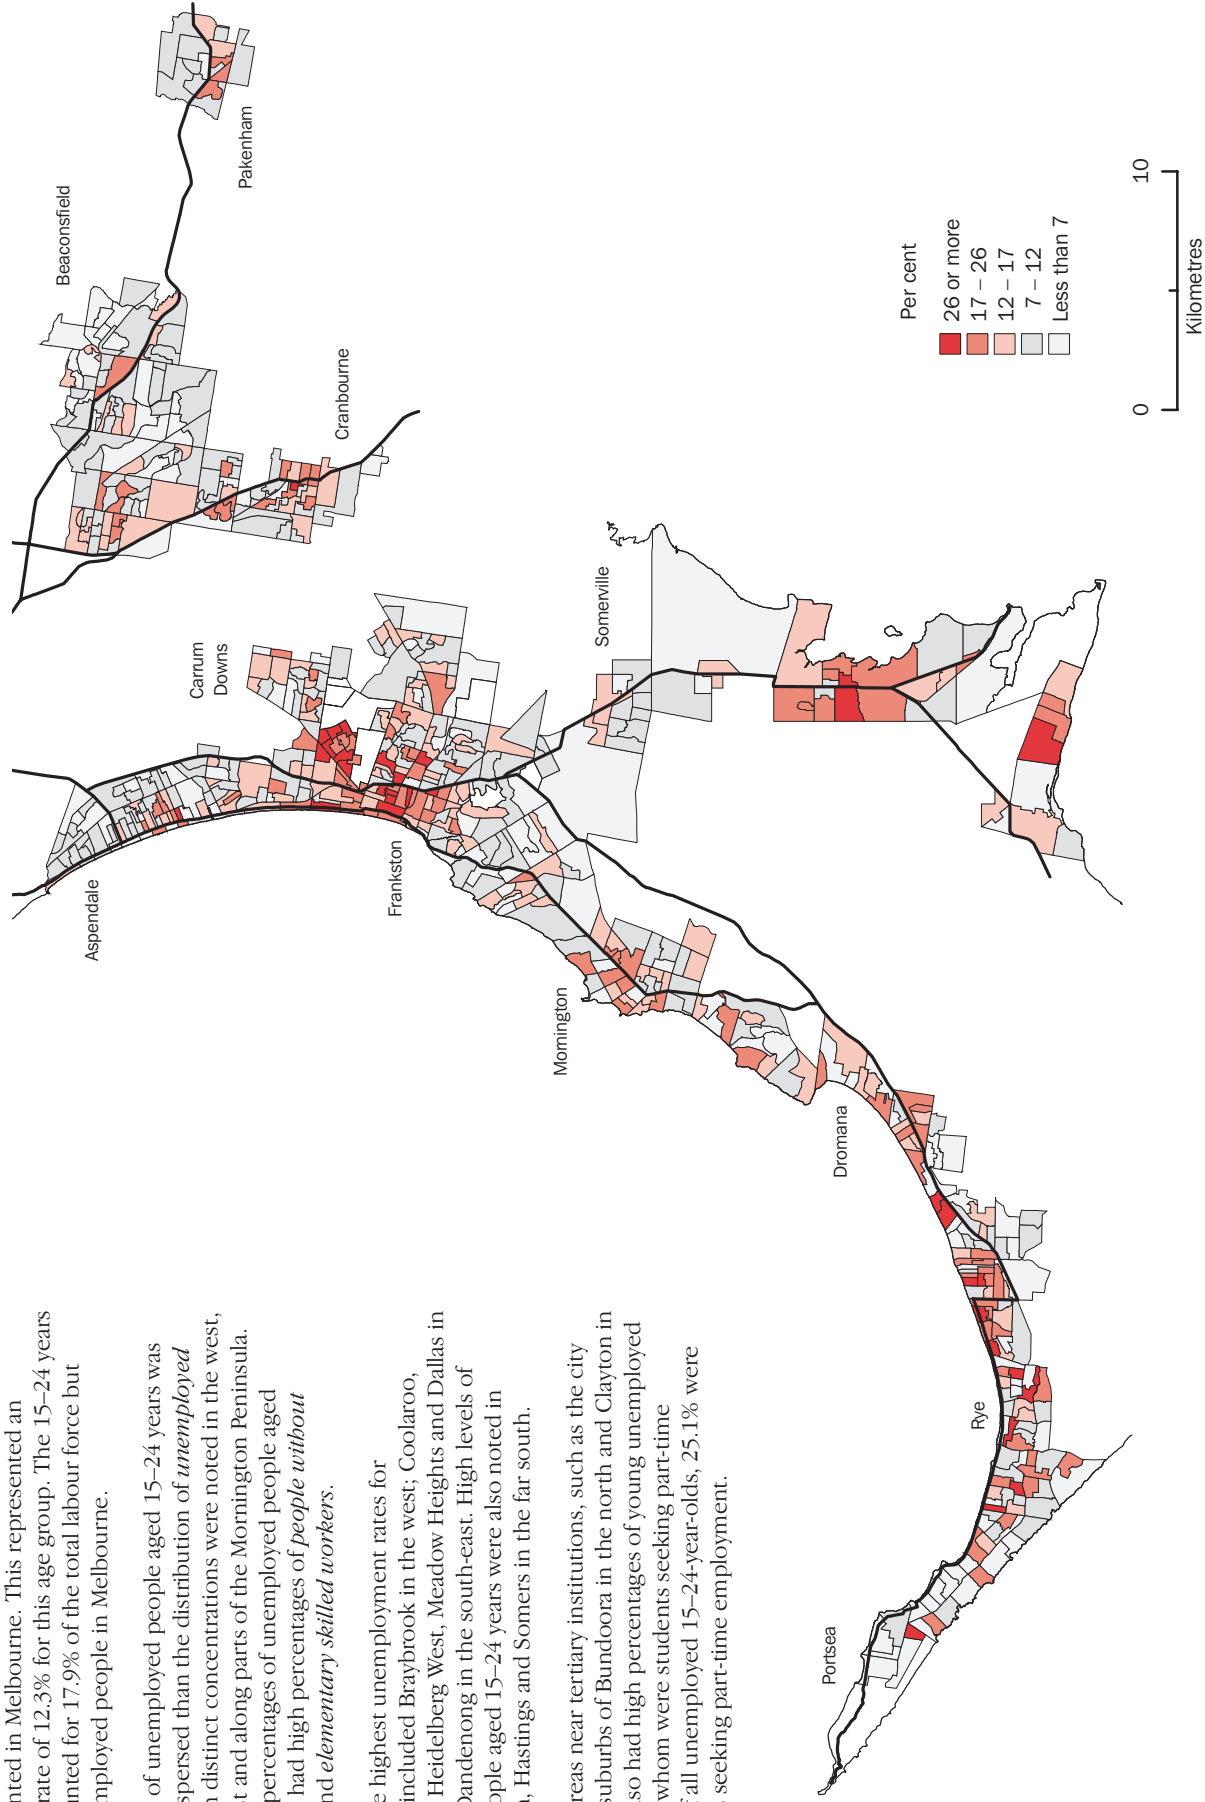 nted in Melbourne. This represented an
rate of 12.3% for this age group. The 15–24 years
unted for 17.9% of the total labour force but
mployed people in Melbourne.
of unemployed people aged 15–24 years was
spersed than the distribution of unemployed
n distinct concentrations were noted in the west,
t and along parts of the Mornington Peninsula.
percentages of unemployed people aged
had high percentages of people without
nd elementary skilled workers.
e highest unemployment rates for
included Braybrook in the west; Coolaroo,
Heidelberg West, Meadow Heights and Dallas in
Dandenong in the south-east. High levels of
ople aged 15–24 years were also noted in
, Hastings and Somers in the far south.
reas near tertiary institutions, such as the city
suburbs of Bundoora in the north and Clayton in
so had high percentages of young unemployed
whom were students seeking part-time
f all unemployed 15–24-year-olds, 25.1% were
seeking part-time employment.
Aspendale
Carrum
Downs
Beaconsfield
Pakenham
Cranbourne
Frankston
Somerville
Mornington
Dromana
Rye
Portsea
Per cent
26 or more
17 – 26
12 – 17
7 – 12
Less than 7
0 10
Kilometres